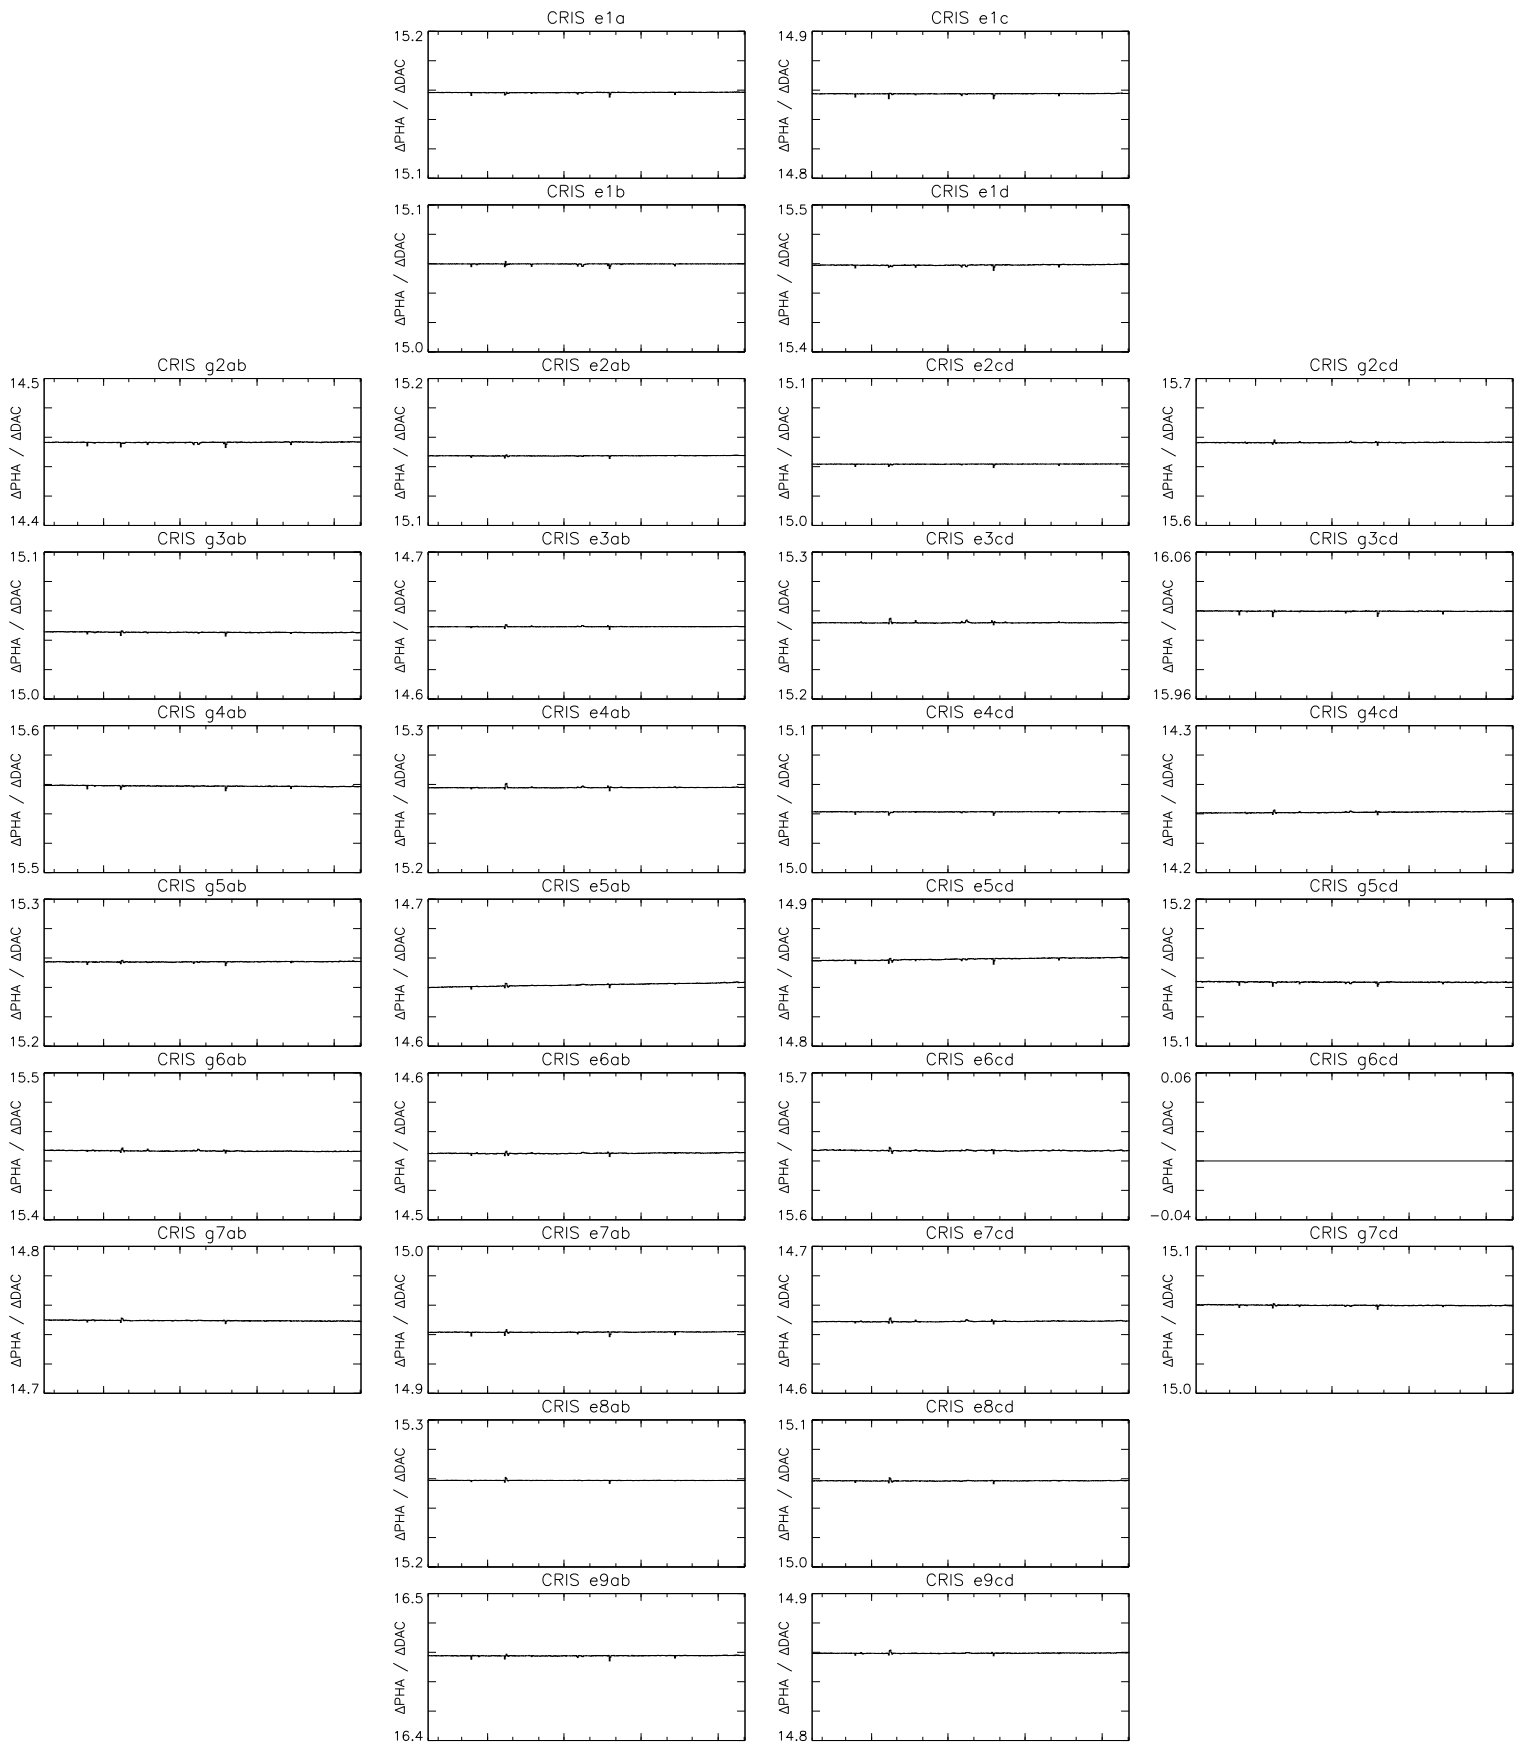 CRIS e1a CRIS e1c
15.2 14.9
ΔPHA / ΔDAC ΔPHA / ΔDAC
15.1 14.8
CRIS e1b CRIS e1d
15.1 15.5
ΔPHA / ΔDAC ΔPHA / ΔDAC
15.0 15.4
CRIS g2ab CRIS e2ab CRIS e2cd CRIS g2cd
14.5 15.2 15.1 15.7
ΔPHA / ΔDAC ΔPHA / ΔDAC ΔPHA / ΔDAC ΔPHA / ΔDAC
14.4 15.1 15.0 15.6
CRIS g3ab CRIS e3ab CRIS e3cd CRIS g3cd
15.1 14.7 15.3 16.06
ΔPHA / ΔDAC ΔPHA / ΔDAC ΔPHA / ΔDAC ΔPHA / ΔDAC
15.0 14.6 15.2 15.96
CRIS g4ab CRIS e4ab CRIS e4cd CRIS g4cd
15.6 15.3 15.1 14.3
ΔPHA / ΔDAC ΔPHA / ΔDAC ΔPHA / ΔDAC ΔPHA / ΔDAC
15.5 15.2 15.0 14.2
CRIS g5ab CRIS e5ab CRIS e5cd CRIS g5cd
15.3 14.7 14.9 15.2
ΔPHA / ΔDAC ΔPHA / ΔDAC ΔPHA / ΔDAC ΔPHA / ΔDAC
15.2 14.6 14.8 15.1
CRIS g6ab CRIS e6ab CRIS e6cd CRIS g6cd
15.5 14.6 15.7 0.06
ΔPHA / ΔDAC ΔPHA / ΔDAC ΔPHA / ΔDAC ΔPHA / ΔDAC
15.4 14.5 15.6 −0.04
CRIS g7ab CRIS e7ab CRIS e7cd CRIS g7cd
14.8 15.0 14.7 15.1
ΔPHA / ΔDAC ΔPHA / ΔDAC ΔPHA / ΔDAC ΔPHA / ΔDAC
14.7 14.9 14.6 15.0
CRIS e8ab CRIS e8cd
15.3 15.1
ΔPHA / ΔDAC ΔPHA / ΔDAC
15.2 15.0
CRIS e9ab CRIS e9cd
16.5 14.9
ΔPHA / ΔDAC ΔPHA / ΔDAC
16.4 14.8